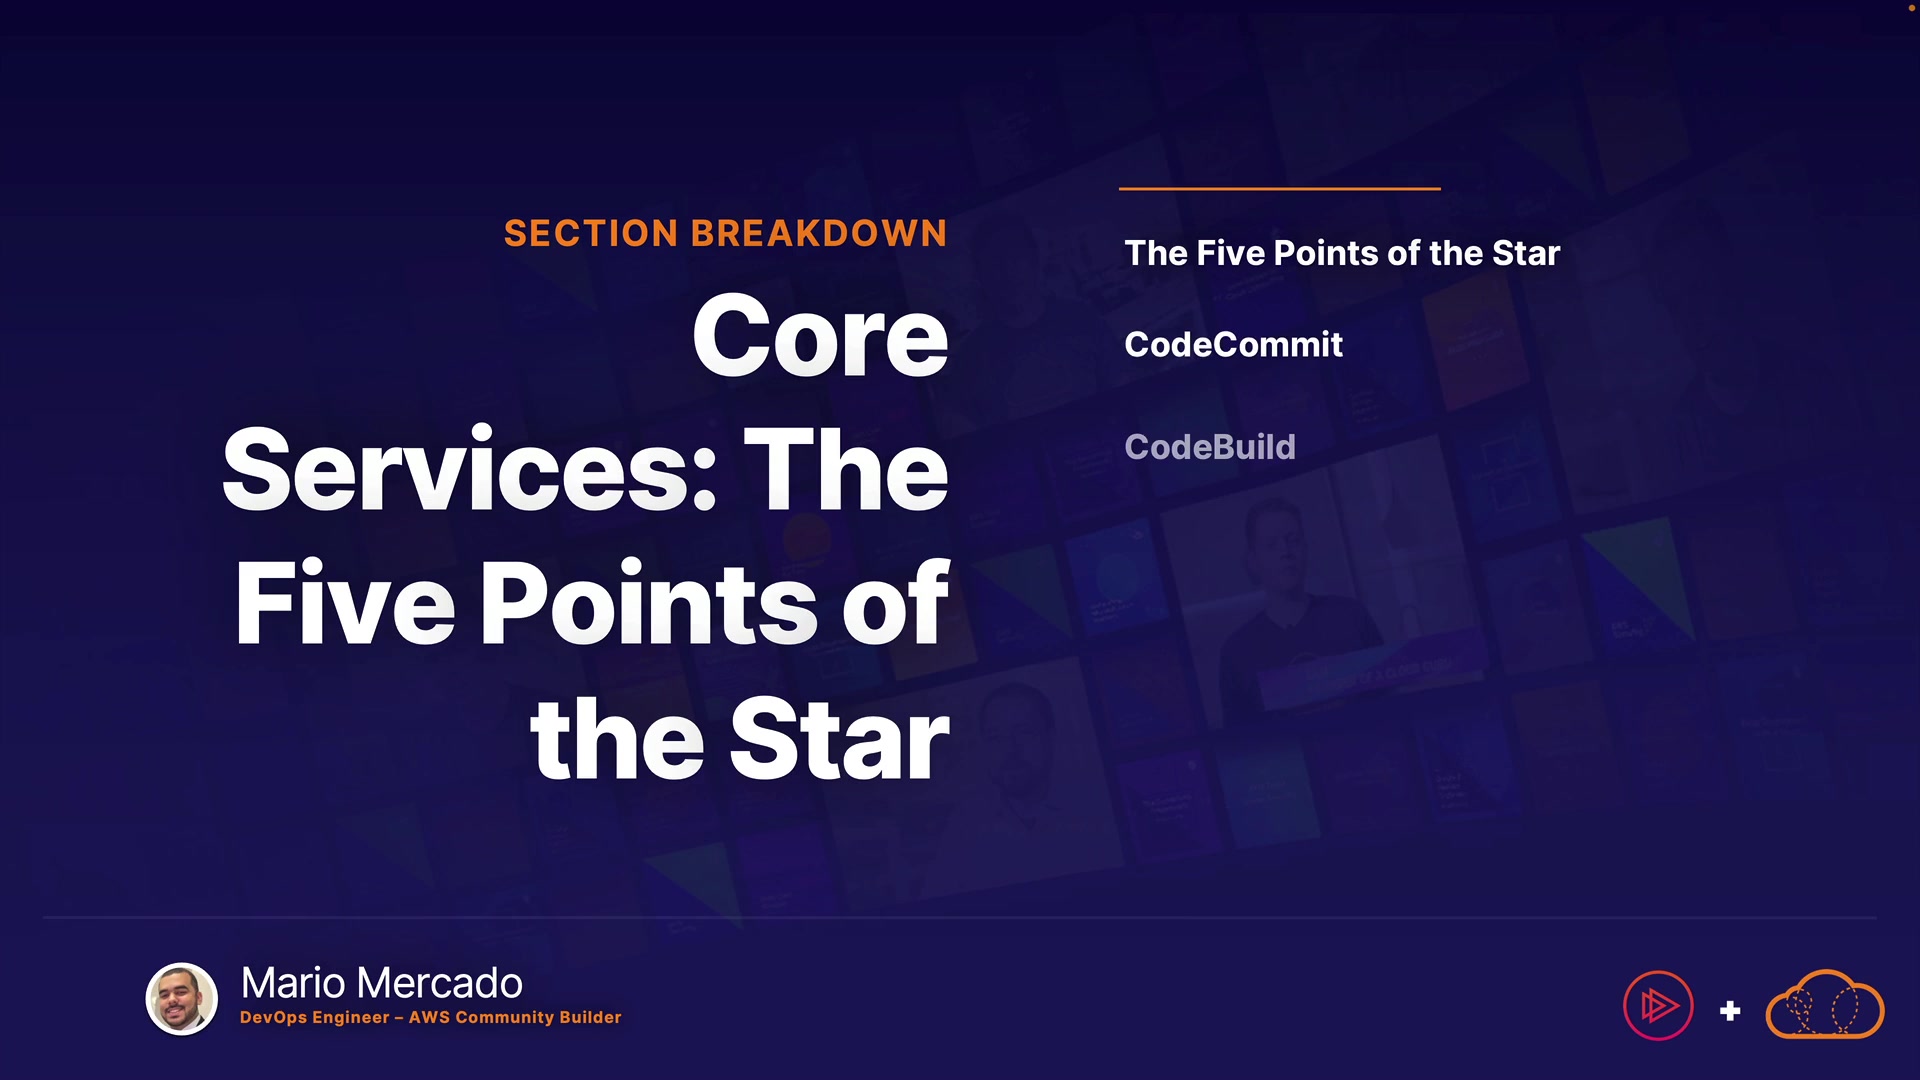 SECTION BREAKDOWN
Core
Services: The
Five Points of
the Star
The Five Points of the Star
CodeCommit
CodeBuild
Mario Mercado
DevOps Engineer – AWS Community Builder